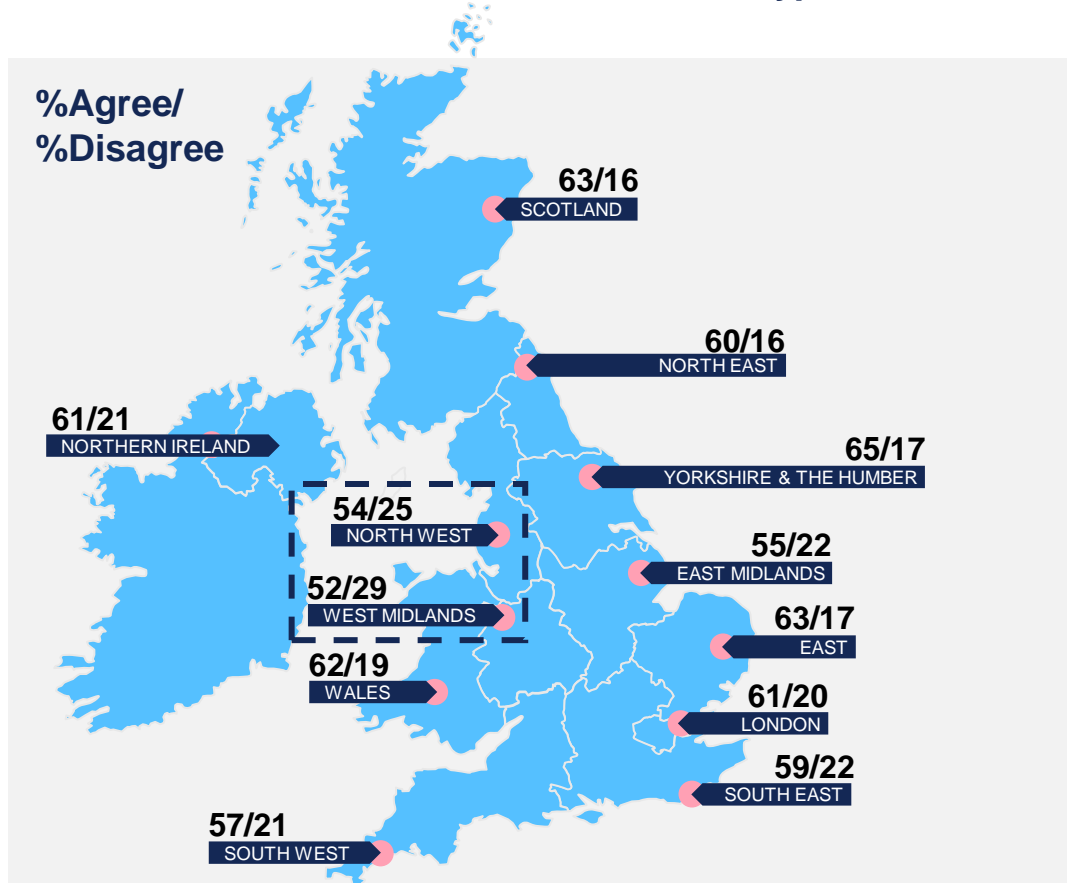 %Agree/
%Disagree
63/16
SCOTLAND
60/16
NORTH EAST
61/21
NORTHERN IRELAND
65/17
YORKSHIRE & THE HUMBER
54/25
NORTH WEST
55/22
EAST MIDLANDS
52/29
WEST MIDLANDS
63/17
EAST
62/19
WALES
61/20
LONDON
59/22
SOUTH EAST
57/21
SOUTH WEST